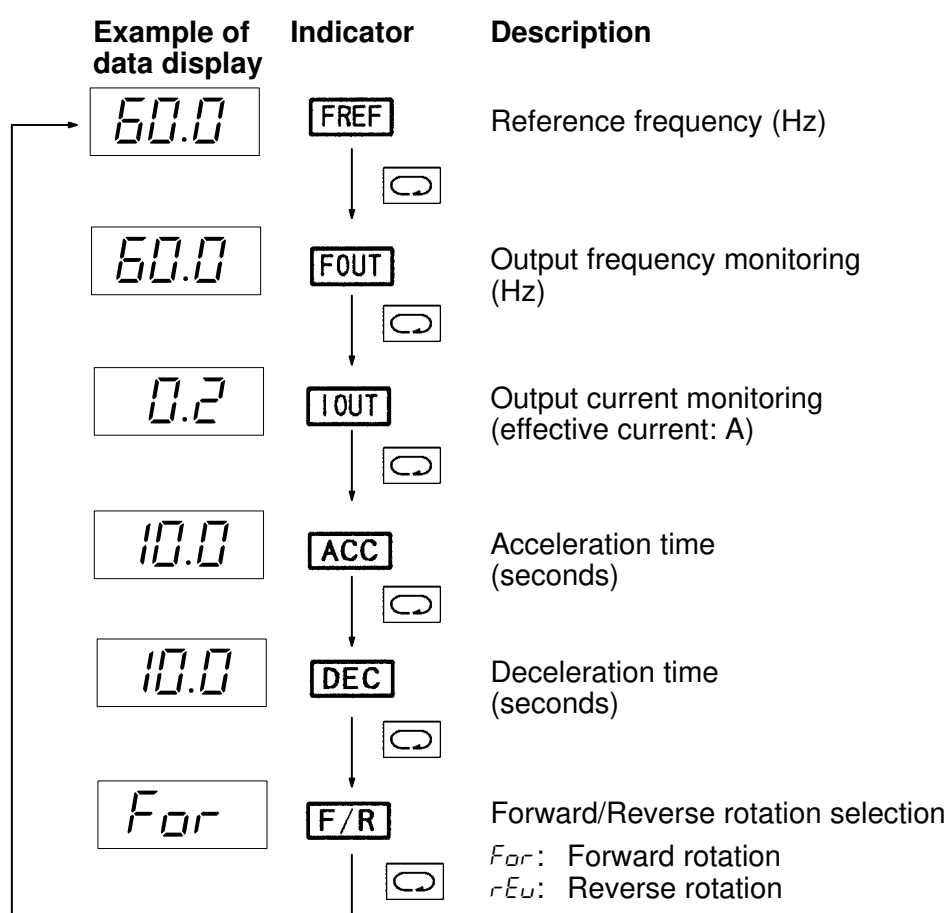 Example of data display Indicator Description
60.0 FREF Reference frequency (Hz)
60.0 FOUT Output frequency monitoring
(Hz)
0.2 IOUT Output current monitoring
(effective current: A)
10.0 ACC Acceleration time
(seconds)
10.0 DEC Deceleration time
(seconds)
For F/R Forward/Reverse rotation selection
For: Forward rotation
rEu: Reverse rotation